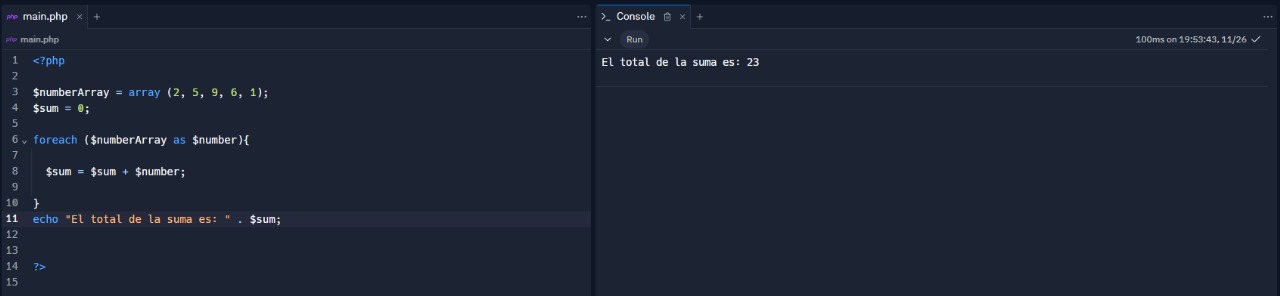 php main.php × +
php main.php
1 <?php
2
3 $numberArray = array (2, 5, 9, 6, 1);
4 $sum = 0;
5
6 foreach ($numberArray as $number){
7
8 $sum = $sum + $number;
9
10 }
11 echo "El total de la suma es: " . $sum;
12
13
14 ?>
15
>_ Console × +
Run 100ms on 19:53:43, 11/26
El total de la suma es: 23